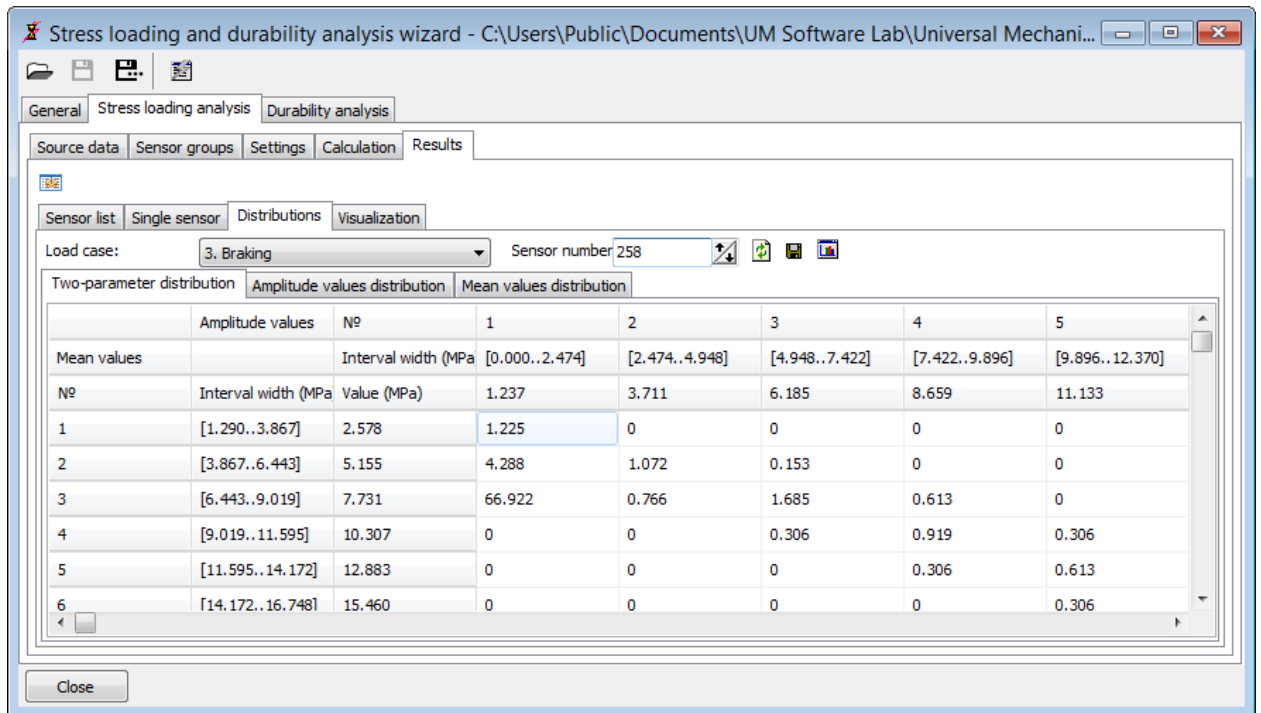 Stress loading and durability analysis wizard - C:\Users\Public\Documents\UM Software Lab\Universal Mechani...
General Stress loading analysis Durability analysis
Source data Sensor groups Settings Calculation Results
Sensor list Single sensor Distributions Visualization
Load case: 3. Braking Sensor number 258
Two-parameter distribution Amplitude values distribution Mean values distribution
Amplitude values Nº 1 2 3 4 5
Mean values Interval width (MPa [0.000..2.474] [2.474..4.948] [4.948..7.422] [7.422..9.896] [9.896..12.370]
Nº Interval width (MPa Value (MPa) 1.237 3.711 6.185 8.659 11.133
1 [1.290..3.867] 2.578 1.225 0 0 0 0
2 [3.867..6.443] 5.155 4.288 1.072 0.153 0 0
3 [6.443..9.019] 7.731 66.922 0.766 1.685 0.613 0
4 [9.019..11.595] 10.307 0 0 0.306 0.919 0.306
5 [11.595..14.172] 12.883 0 0 0 0.306 0.613
6 [14.172..16.748] 15.460 0 0 0 0 0.306
Close